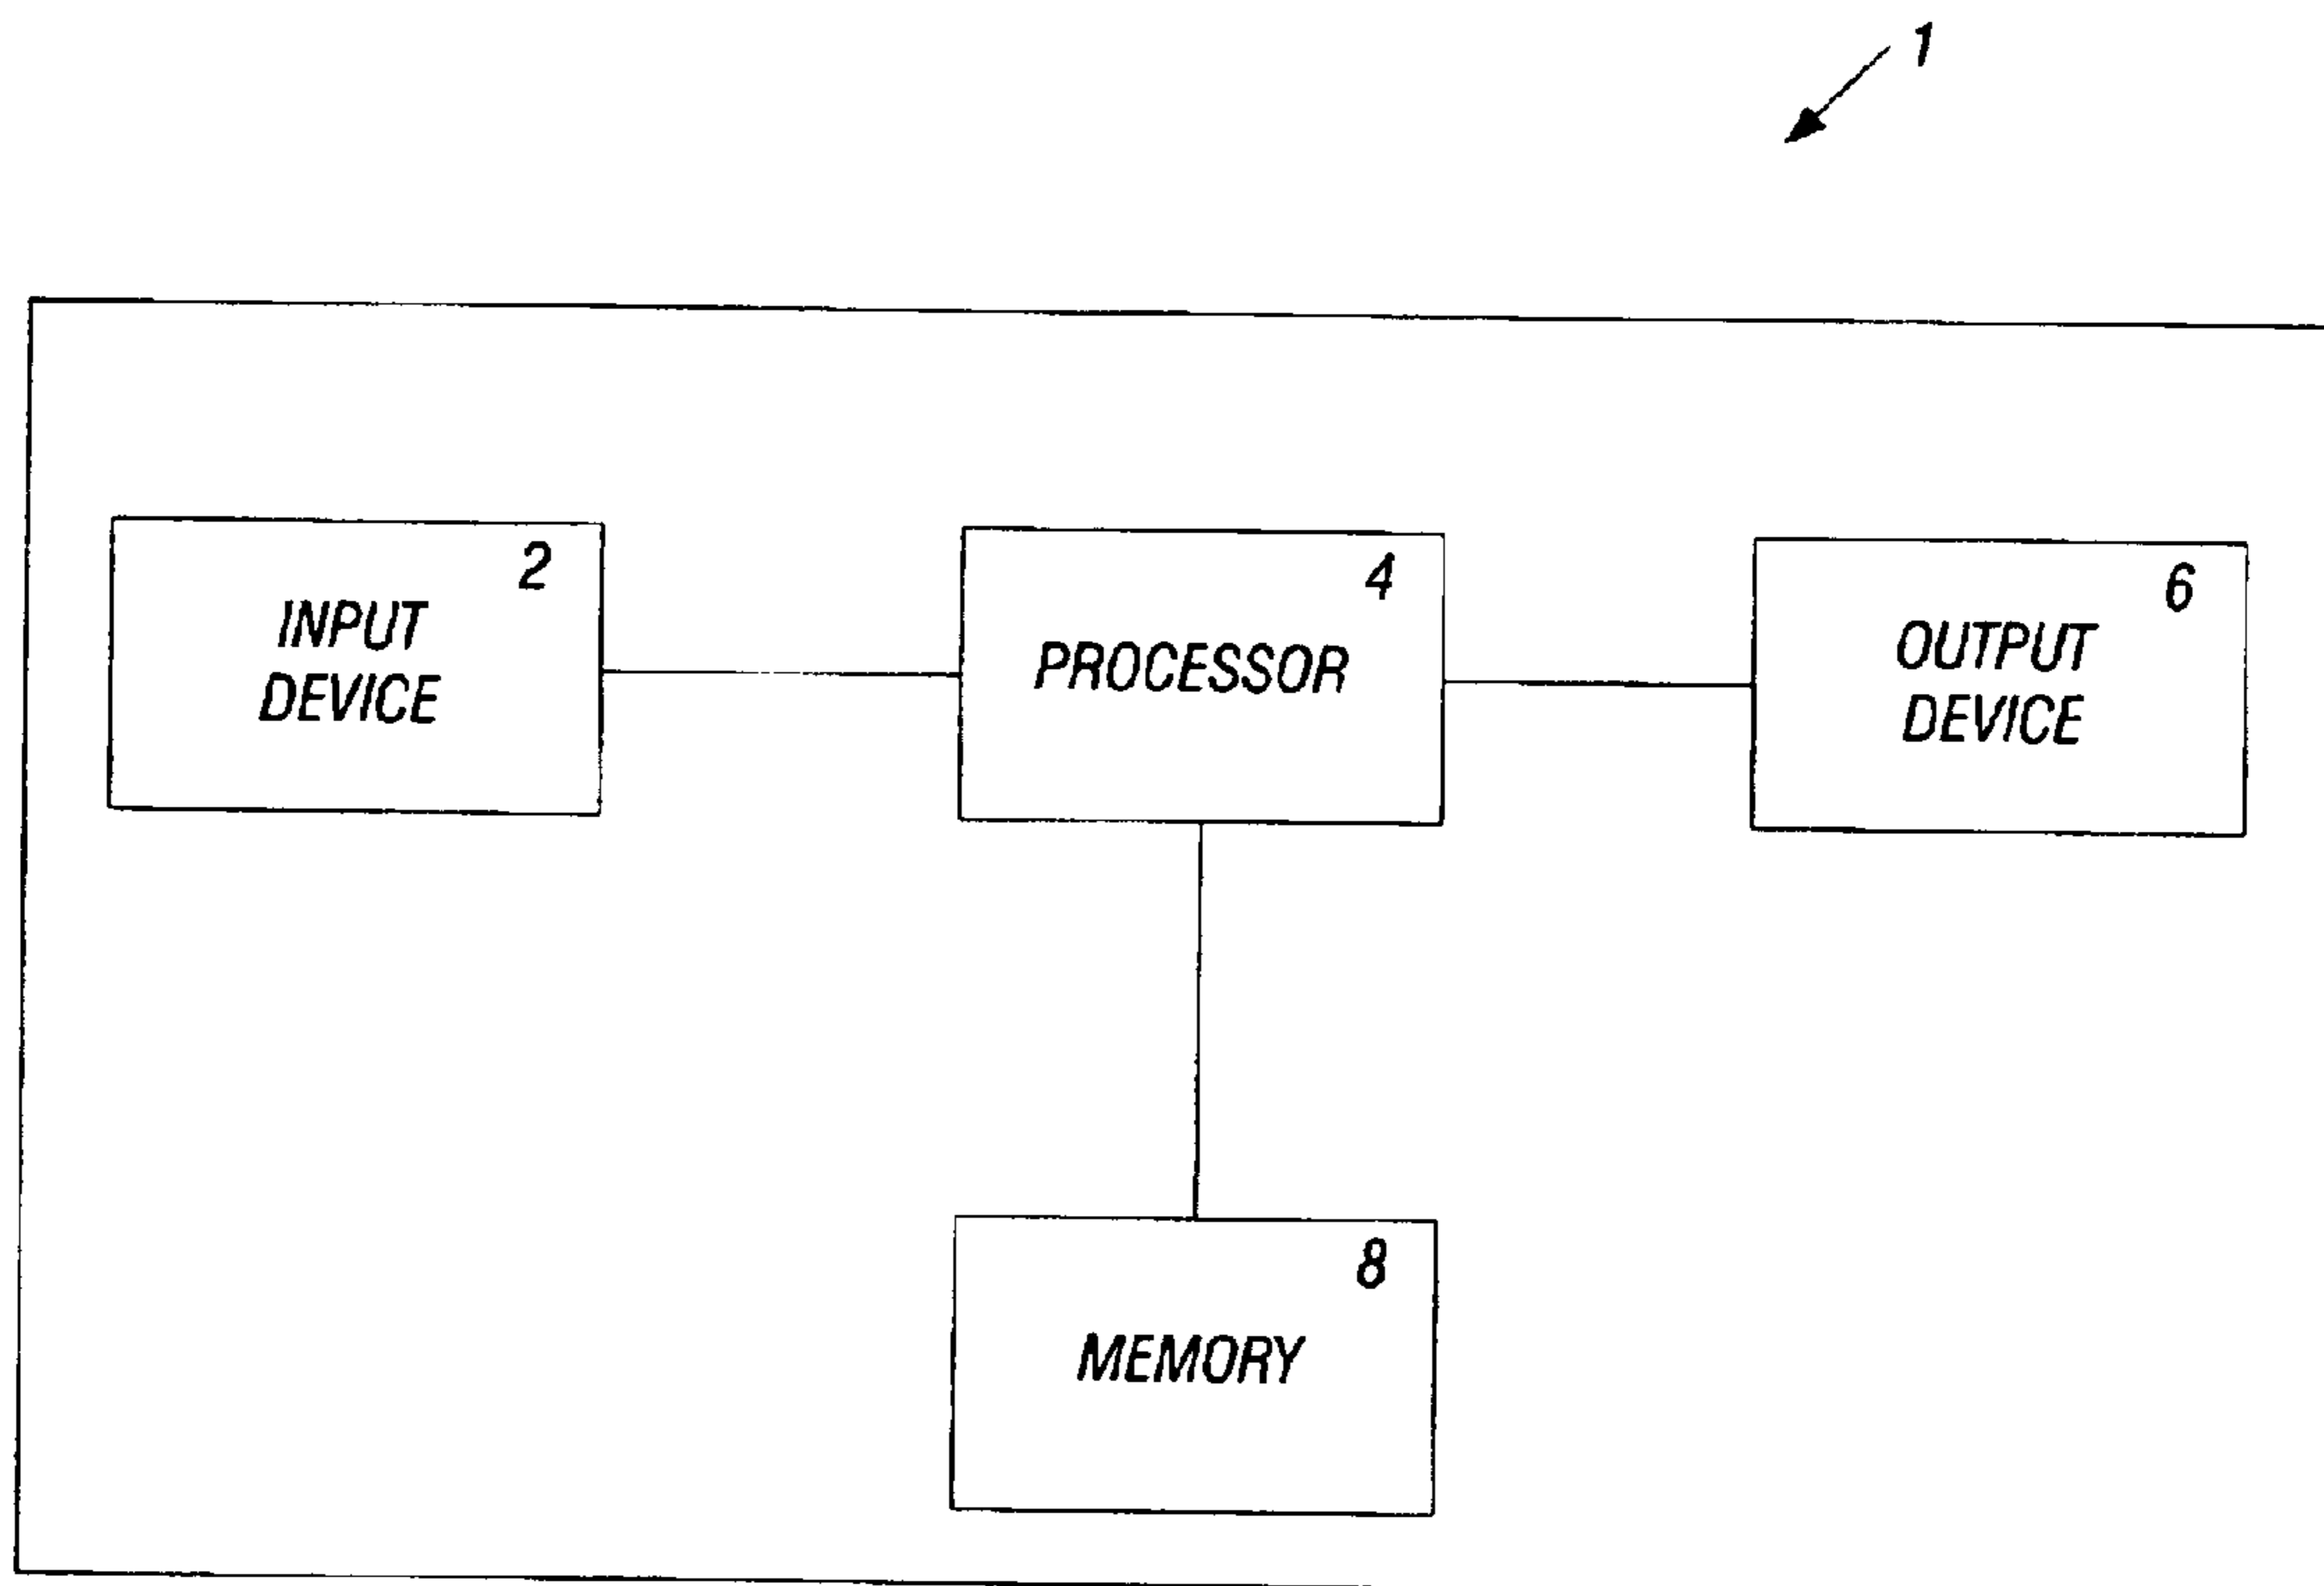 1
2
INPUT
DEVICE
4
PROCESSOR
6
OUTPUT
DEVICE
8
MEMORY